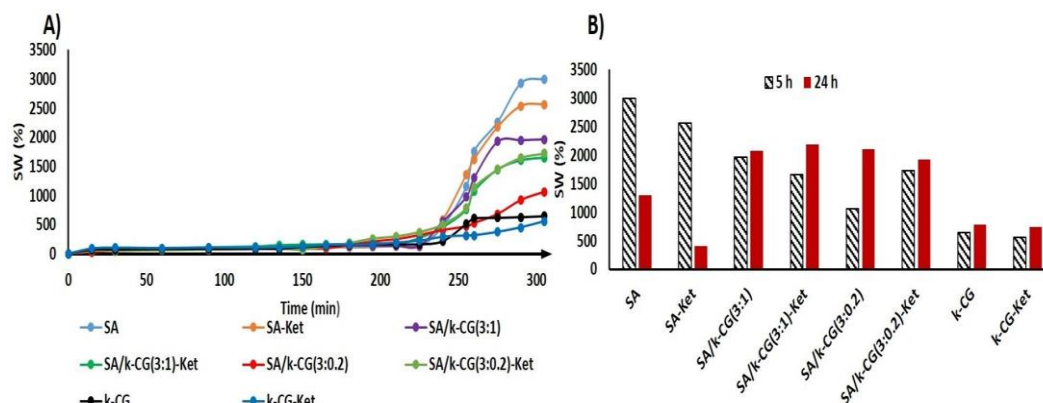 A)
3500
3000
2500
2000
1500
1000
500
0
SW (%)
0 50 100 150 200 250 300
Time (min)
SA SA-Ket SA/k-CG(3:1)
SA/k-CG(3:1)-Ket SA/k-CG(3:0.2) SA/k-CG(3:0.2)-Ket
k-CG k-CG-Ket
B)
5 h 24 h
3500
3000
2500
2000
1500
1000
500
0
SW (%)
SA
SA-Ket
SA/k-CG(3:1)
SA/k-CG(3:1)-Ket
SA/k-CG(3:0.2)
SA/k-CG(3:0.2)-Ket
k-CG
k-CG-Ket